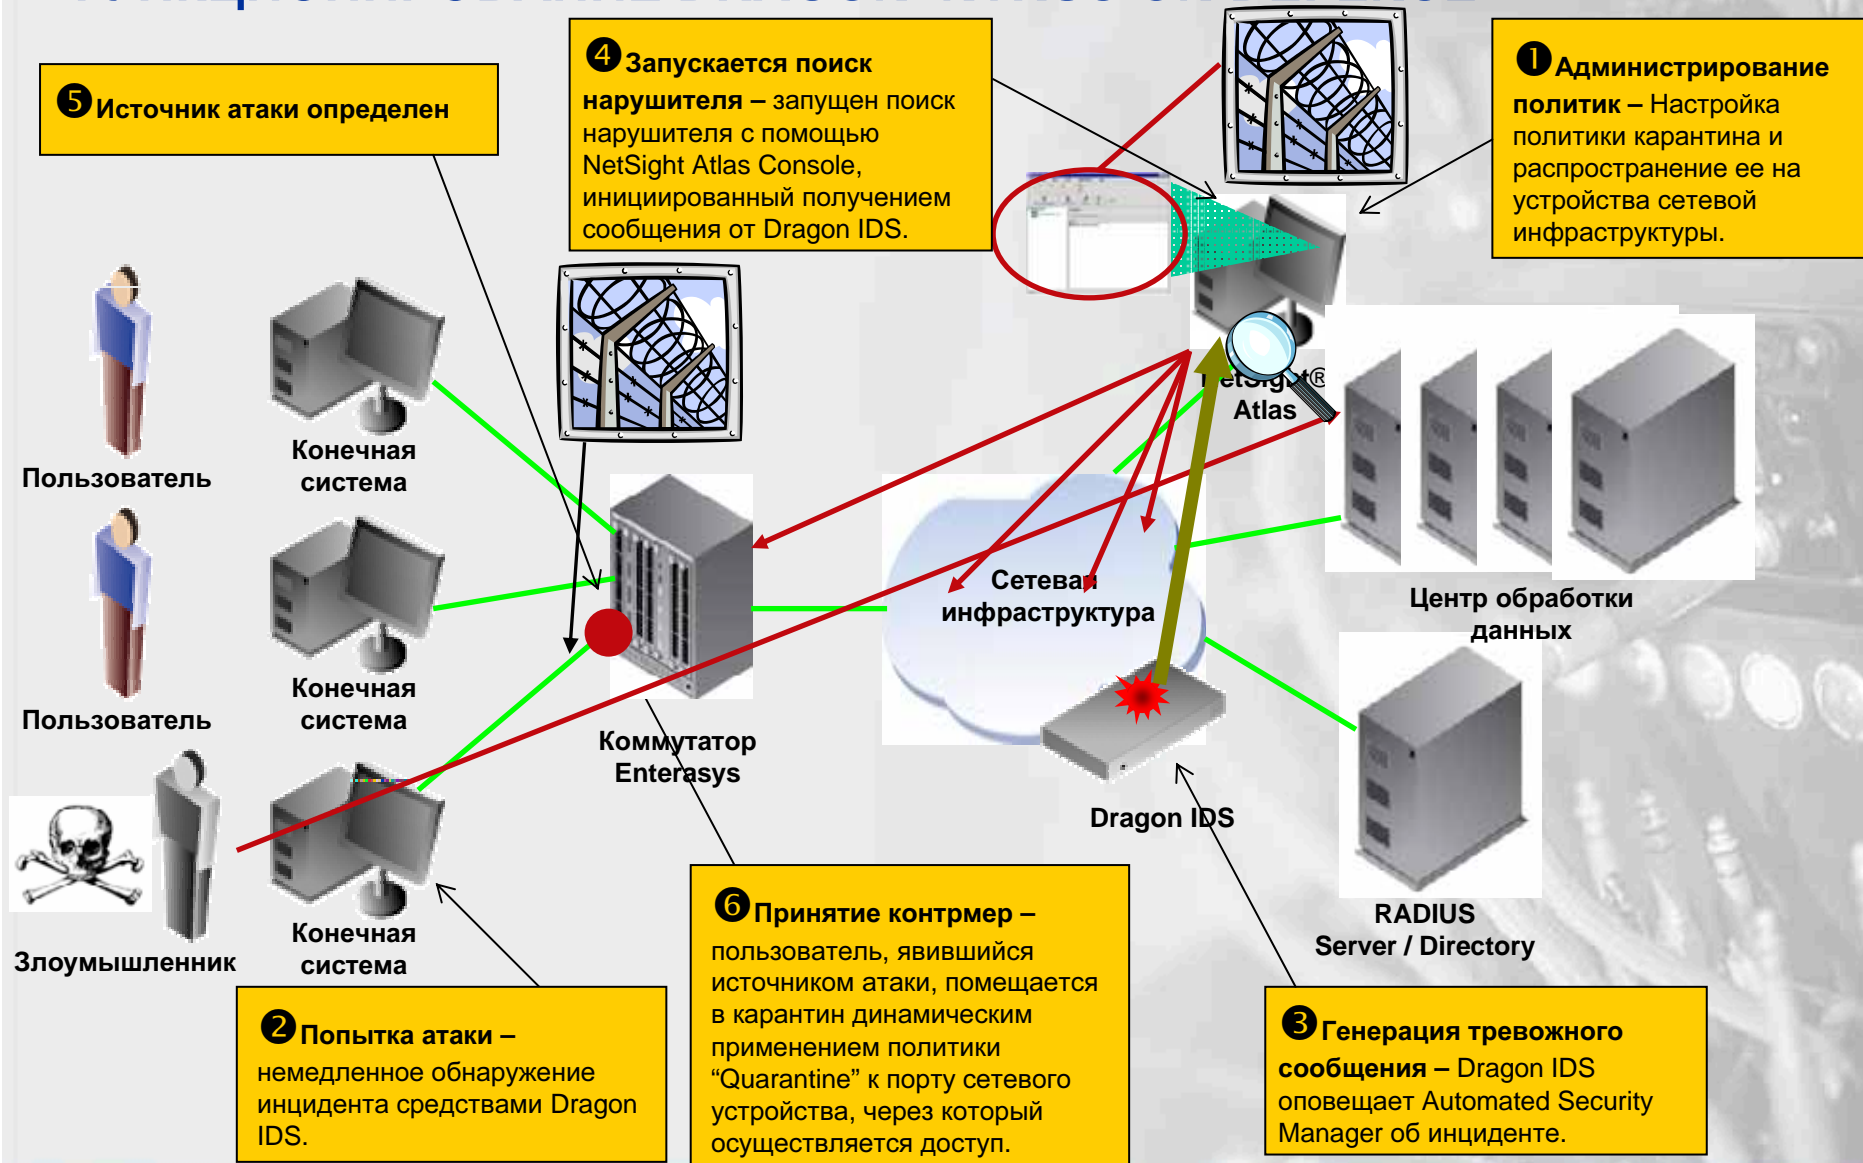 ❺Источник атаки определен
❹Запускается поиск
нарушителя – запущен поиск
нарушителя с помощью
NetSight Atlas Console,
инициированный получением
сообщения от Dragon IDS.
❶Администрирование
политик – Настройка
политики карантина и
распространение ее на
устройства сетевой
инфраструктуры.
NetSight®
Atlas
Пользователь
Конечная
система
Пользователь
Конечная
система
Злоумышленник
Конечная
система
Коммутатор
Enterasys
Сетевая
инфраструктура
Dragon IDS
Центр обработки
данных
RADIUS
Server / Directory
❷Попытка атаки –
немедленное обнаружение
инцидента средствами Dragon
IDS.
❻Принятие контрмер –
пользователь, явившийся
источником атаки, помещается
в карантин динамическим
применением политики
“Quarantine” к порту сетевого
устройства, через который
осуществляется доступ.
❸Генерация тревожного
сообщения – Dragon IDS
оповещает Automated Security
Manager об инциденте.